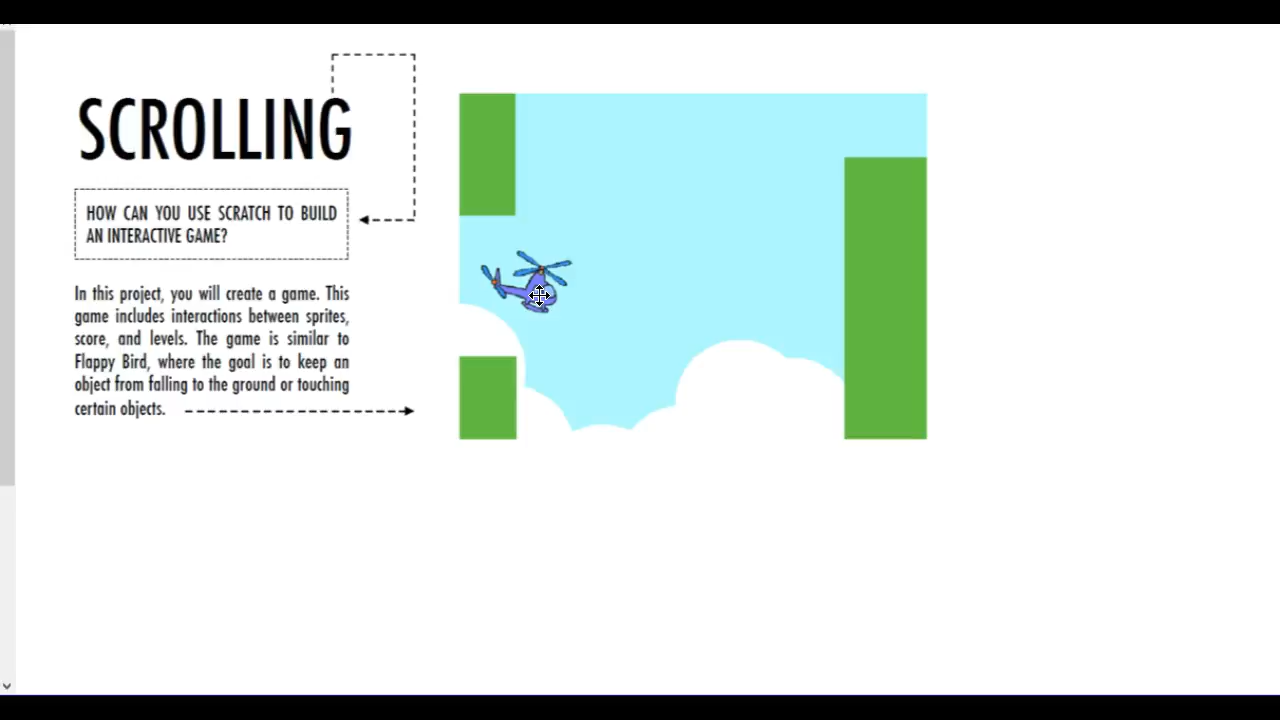 SCROLLING
HOW CAN YOU USE SCRATCH TO BUILD
AN INTERACTIVE GAME?
In this project, you will create a game. This
game includes interactions between sprites,
score, and levels. The game is similar to
Flappy Bird, where the goal is to keep an
object from falling to the ground or touching
certain objects.